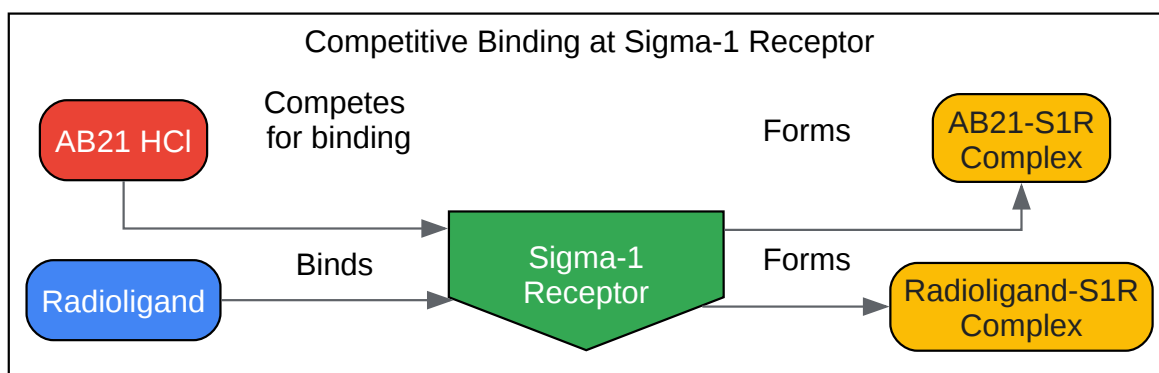 Competitive Binding at Sigma-1 Receptor
AB21 HCl
Competes
for binding
Forms
AB21-S1R
Complex
Radioligand
Binds
Sigma-1
Receptor
Forms
Radioligand-S1R
Complex